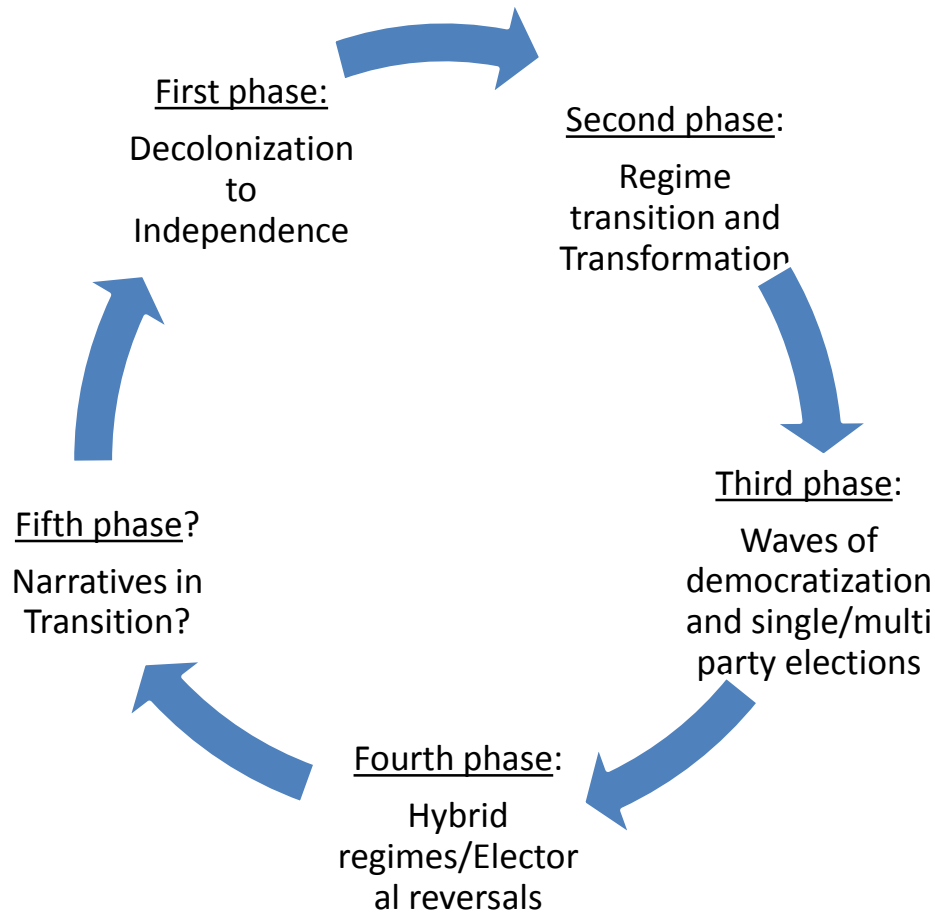 First phase:
Decolonization
to
Independence
Second phase:
Regime
transition and
Transformation
Third phase:
Waves of
democratization
and single/multi
party elections
Fourth phase:
Hybrid
regimes/Elector
al reversals
Fifth phase?
Narratives in
Transition?